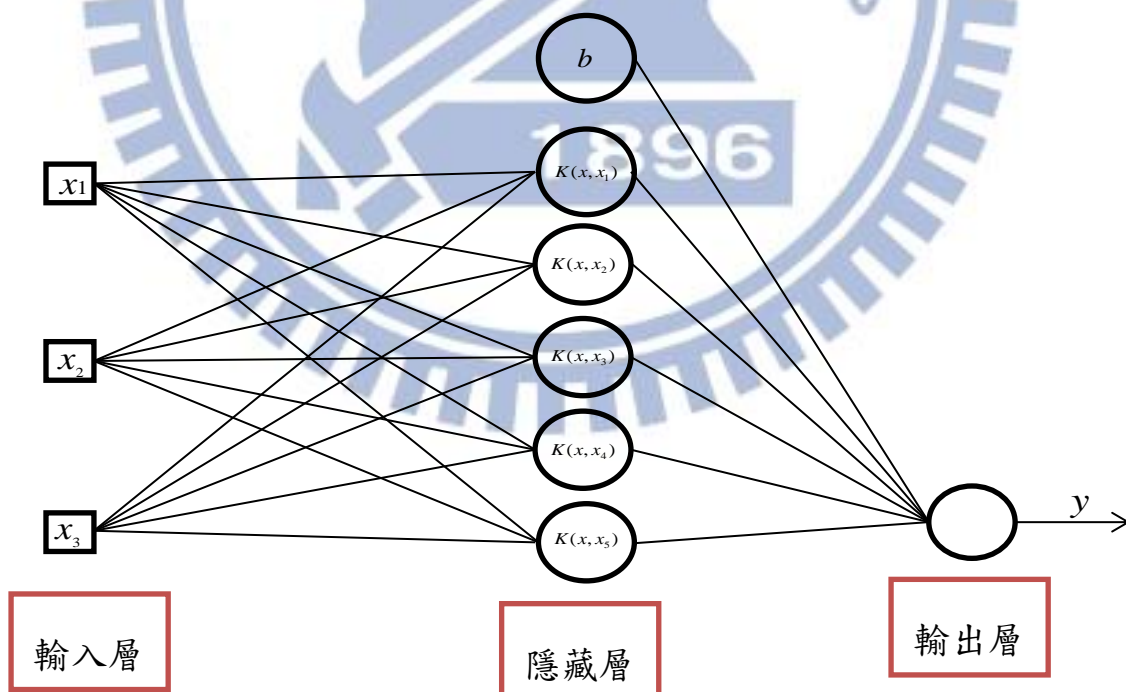 b
1896
x1
K(x, x₁)
K(x, x₂)
x₂
K(x, x₃)
K(x, x₄)
x₃
K(x, x₅)
y
輸入層
隱藏層
輸出層